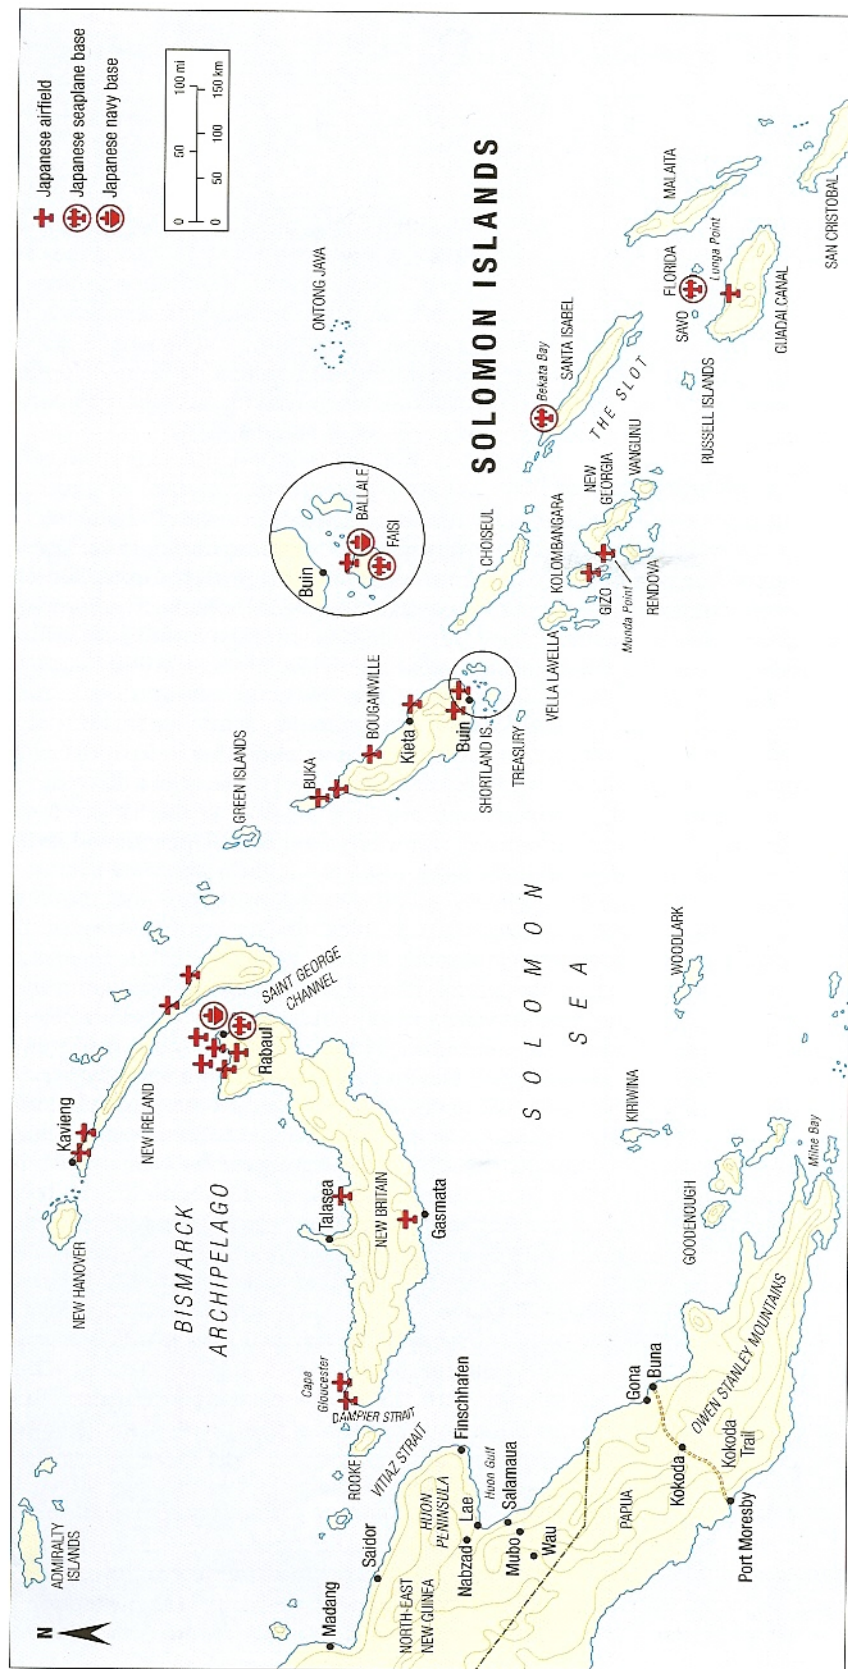 N
ADMIRALTY
ISLANDS
NEW HANOVER
Kavieng
NEW IRELAND
BISMARCK
ARCHIPELAGO
Rabaul
SAINT GEORGE
CHANNEL
Talasea
NEW BRITAIN
Gasmata
Cape
Gloucester
DAMPIER STRAIT
ROOKE
VITIAZ STRAIT
Madang
Saidor
NORTH-EAST
NEW GUINEA
HUON
PENINSULA
Finschhafen
Lae
Nabzad
Huon Gulf
Salamaua
Mubo
Wau
PAPUA
Gona
Buna
Kokoda
Kokoda
Trail
OWEN STANLEY MOUNTAINS
Port Moresby
GOODENOUGH
Milne Bay
KIRIWINA
WOODLARK
SOLOMON
SEA
GREEN ISLANDS
BUKA
BOUGAINVILLE
Kieta
Buin
SHORTLAND IS.
TREASURY
Buin
BALLALE
FAISI
ONTONG JAVA
SOLOMON ISLANDS
CHOISEUL
VELLA LAVELLA
KOLOMBANGARA
GIZO
Munda Point
NEW
GEORGIA
VANGUNU
RENDOVA
Bekata Bay
SANTA ISABEL
THE SLOT
RUSSELL ISLANDS
SAVO
FLORIDA
Lunga Point
GUADALCANAL
MALAITA
SAN CRISTOBAL
Japanese airfield
Japanese seaplane base
Japanese navy base
0 50 100 mi
0 50 100 150 km